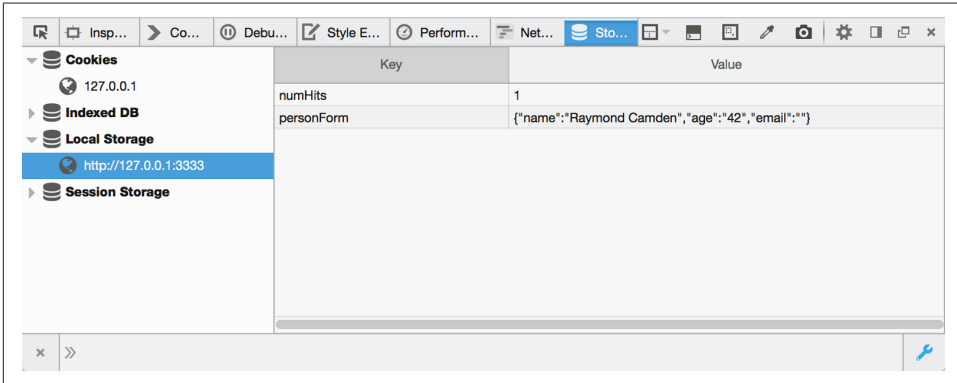 Insp... Co... Debu... Style E... Perform... Net... Sto...
Cookies
127.0.0.1
Indexed DB
Local Storage
http://127.0.0.1:3333
Session Storage
Key Value
numHits 1
personForm {"name":"Raymond Camden","age":"42","email":""}